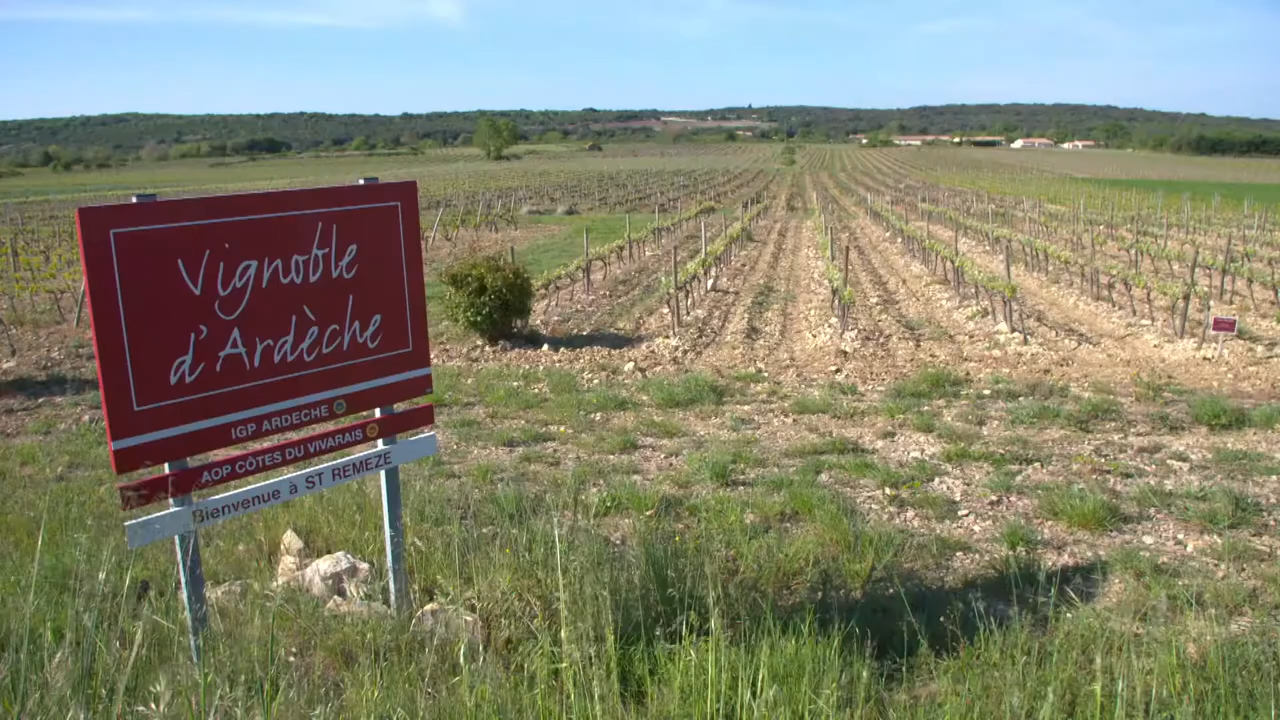 Vignoble
d'Ardèche
IGP ARDECHE
AOP CÔTES DU VIVARAIS
Bienvenue à ST REMEZE